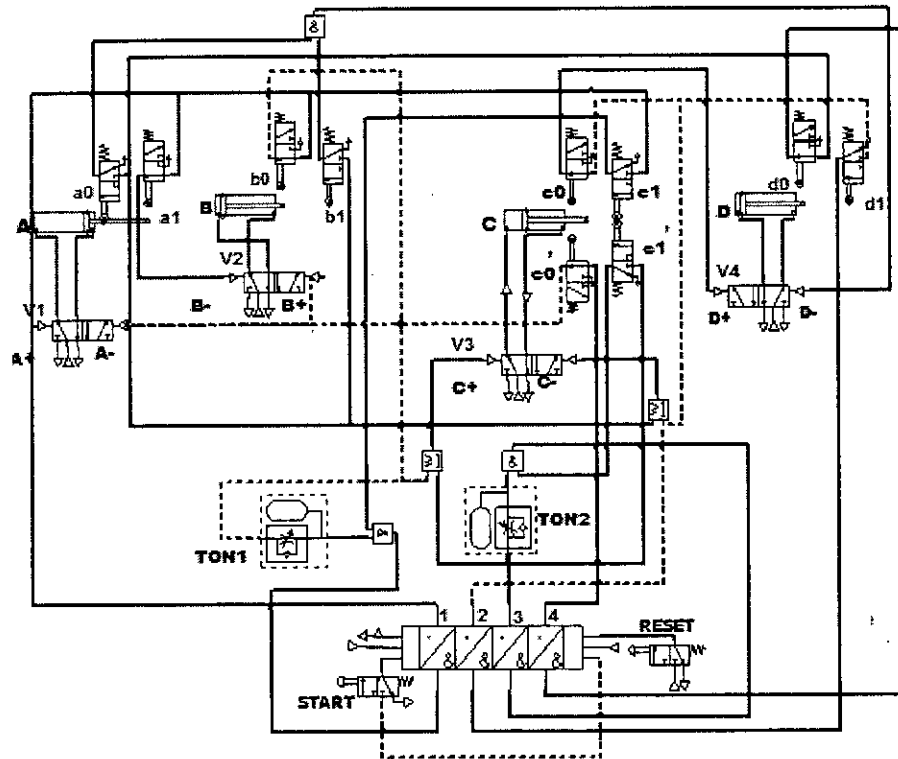 &
a0
a1
b0
b1
c0
c1
d0
d1
A
B
C
D
c0
c1
V1
V2
V3
V4
A+
A-
B-
B+
C+
C-
D+
D-
&
&
TON1
TON2
1 2 3 4
& & & &
START
RESET